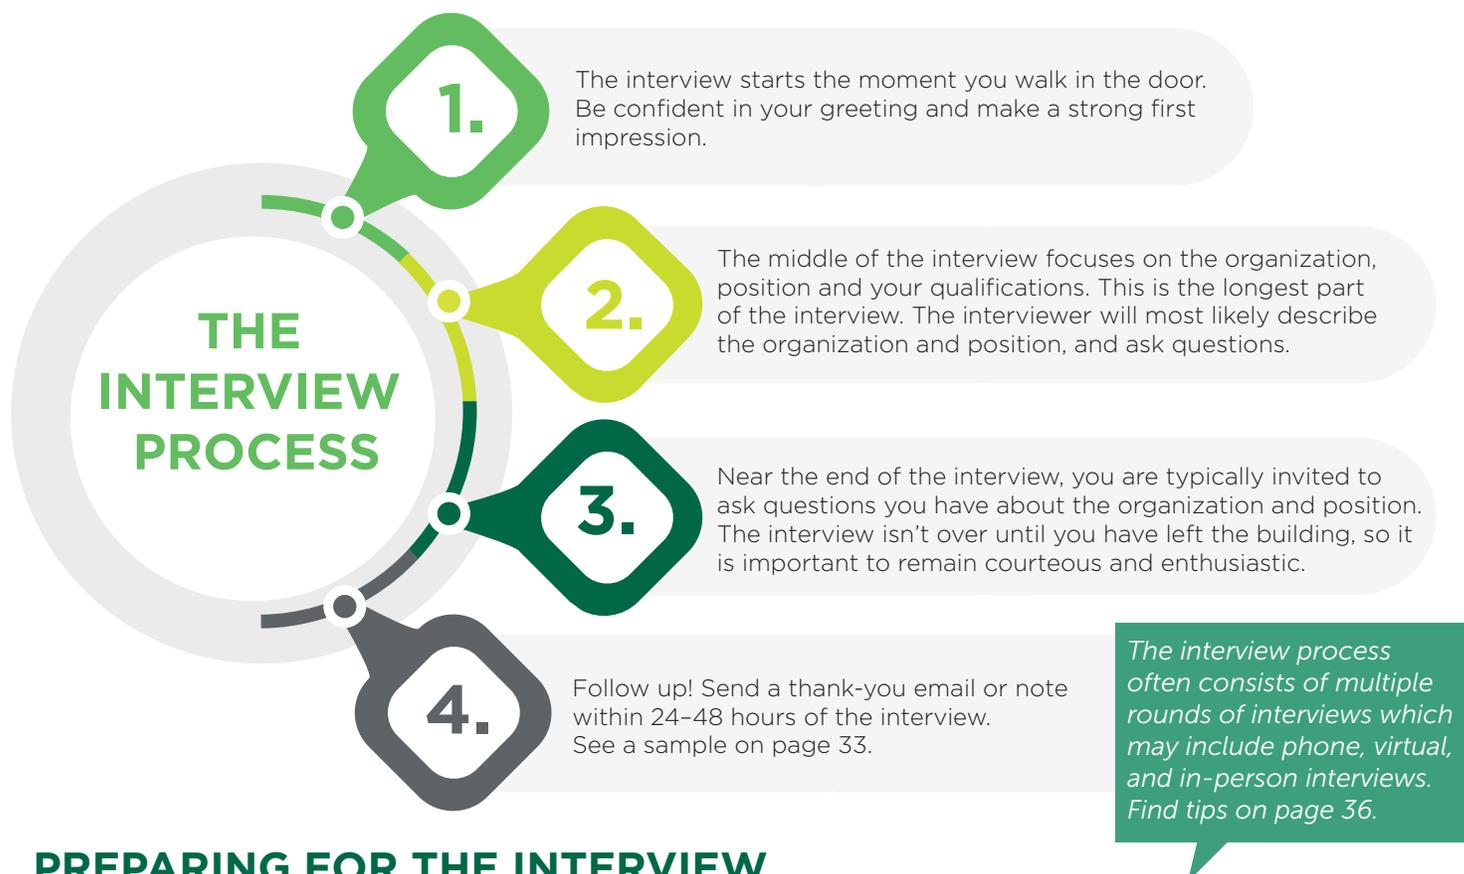 1.
The interview starts the moment you walk in the door.
Be confident in your greeting and make a strong first
impression.
THE
INTERVIEW
PROCESS
2.
The middle of the interview focuses on the organization,
position and your qualifications. This is the longest part
of the interview. The interviewer will most likely describe
the organization and position, and ask questions.
3.
Near the end of the interview, you are typically invited to
ask questions you have about the organization and position.
The interview isn’t over until you have left the building, so it
is important to remain courteous and enthusiastic.
4.
Follow up! Send a thank-you email or note
within 24–48 hours of the interview.
See a sample on page 33.
The interview process
often consists of multiple
rounds of interviews which
may include phone, virtual,
and in-person interviews.
Find tips on page 36.
PREPARING FOR THE INTERVIEW